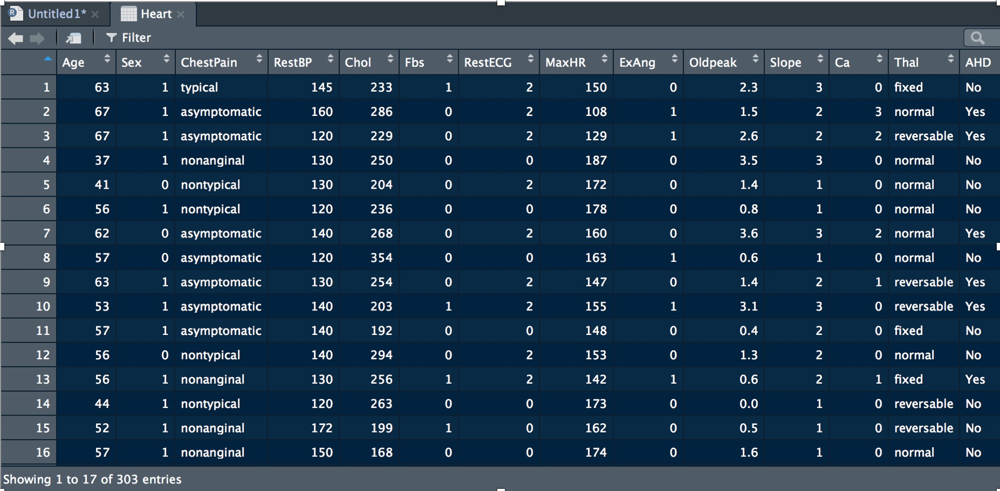 Untitled1* × Heart ×
Filter
Age Sex ChestPain RestBP Chol Fbs RestECG MaxHR ExAng Oldpeak Slope Ca Thal AHD
1 63 1 typical 145 233 1 2 150 0 2.3 3 0 fixed No
2 67 1 asymptomatic 160 286 0 2 108 1 1.5 2 3 normal Yes
3 67 1 asymptomatic 120 229 0 2 129 1 2.6 2 2 reversable Yes
4 37 1 nonanginal 130 250 0 0 187 0 3.5 3 0 normal No
5 41 0 nontypical 130 204 0 2 172 0 1.4 1 0 normal No
6 56 1 nontypical 120 236 0 0 178 0 0.8 1 0 normal No
7 62 0 asymptomatic 140 268 0 2 160 0 3.6 3 2 normal Yes
8 57 0 asymptomatic 120 354 0 0 163 1 0.6 1 0 normal No
9 63 1 asymptomatic 130 254 0 2 147 0 1.4 2 1 reversable Yes
10 53 1 asymptomatic 140 203 1 2 155 1 3.1 3 0 reversable Yes
11 57 1 asymptomatic 140 192 0 0 148 0 0.4 2 0 fixed No
12 56 0 nontypical 140 294 0 2 153 0 1.3 2 0 normal No
13 56 1 nonanginal 130 256 1 2 142 1 0.6 2 1 fixed Yes
14 44 1 nontypical 120 263 0 0 173 0 0.0 1 0 reversable No
15 52 1 nonanginal 172 199 1 0 162 0 0.5 1 0 reversable No
16 57 1 nonanginal 150 168 0 0 174 0 1.6 1 0 normal No
Showing 1 to 17 of 303 entries